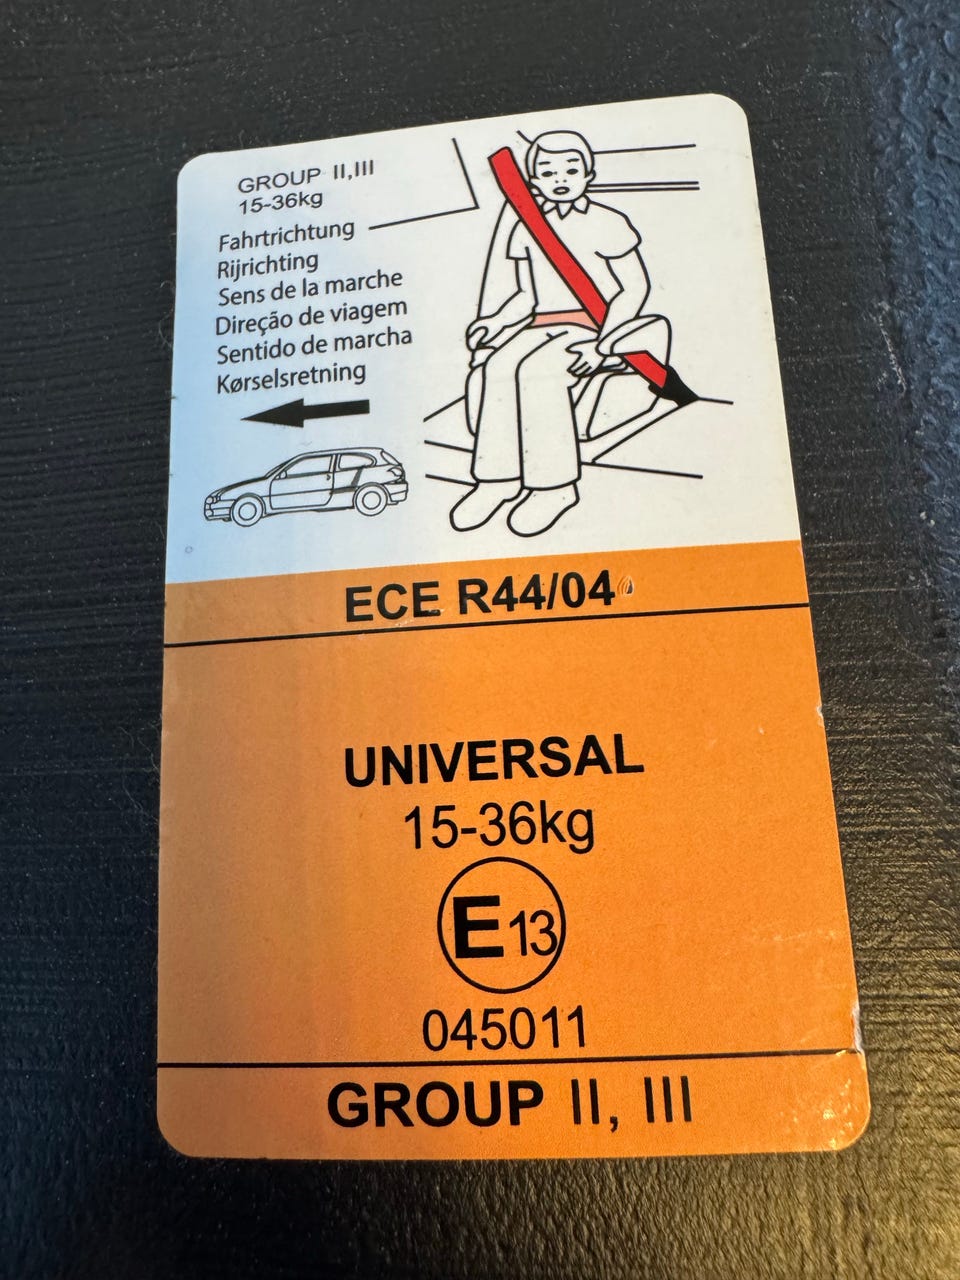 GROUP II,III
15-36kg
Fahrtrichtung
Rijrichting
Sens de la marche
Direção de viagem
Sentido de marcha
Kørselsretning
ECE R44/04
UNIVERSAL
15-36kg
E13
045011
GROUP II, III